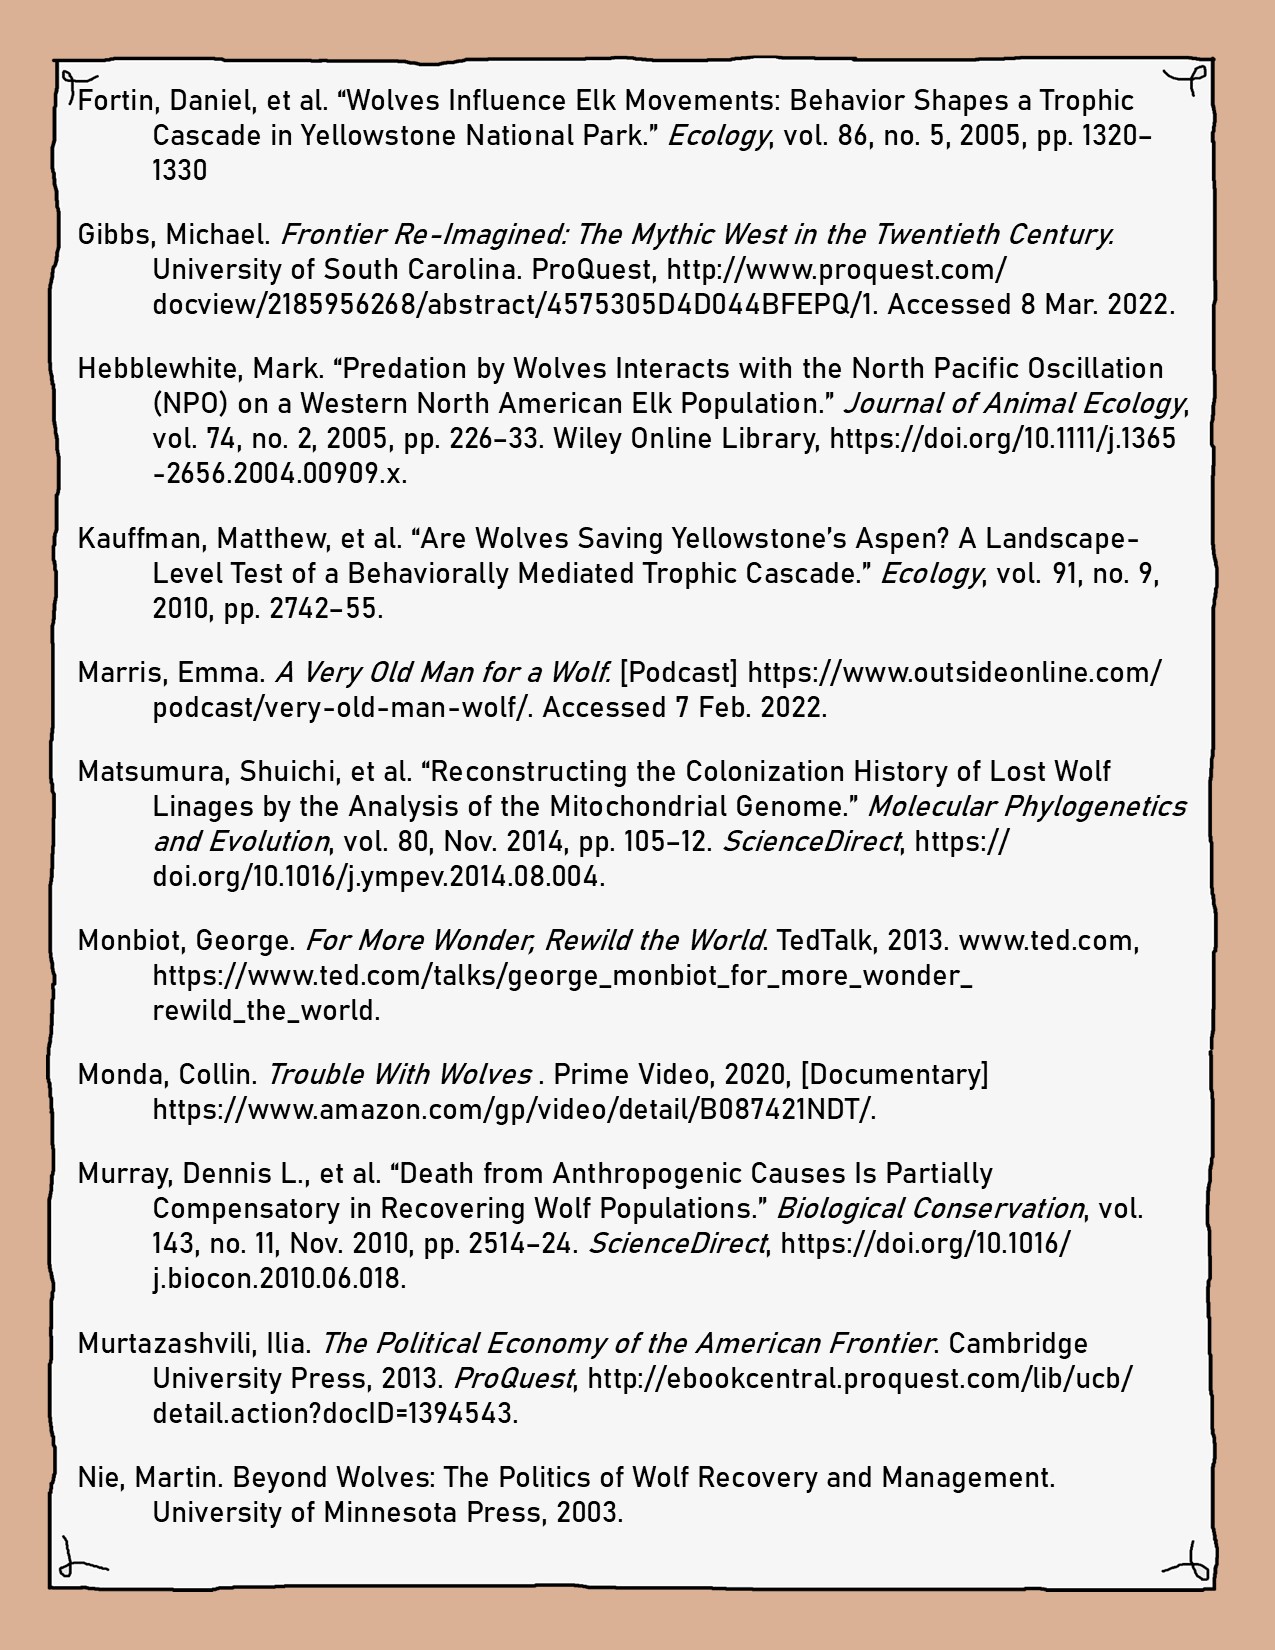 Fortin, Daniel, et al. “Wolves Influence Elk Movements: Behavior Shapes a Trophic
Cascade in Yellowstone National Park.” Ecology, vol. 86, no. 5, 2005, pp. 1320–
1330
Gibbs, Michael. Frontier Re-Imagined: The Mythic West in the Twentieth Century.
University of South Carolina. ProQuest, http://www.proquest.com/
docview/2185956268/abstract/4575305D4D044BFEPQ/1. Accessed 8 Mar. 2022.
Hebblewhite, Mark. “Predation by Wolves Interacts with the North Pacific Oscillation
(NPO) on a Western North American Elk Population.” Journal of Animal Ecology,
vol. 74, no. 2, 2005, pp. 226–33. Wiley Online Library, https://doi.org/10.1111/j.1365
-2656.2004.00909.x.
Kauffman, Matthew, et al. “Are Wolves Saving Yellowstone’s Aspen? A Landscape-
Level Test of a Behaviorally Mediated Trophic Cascade.” Ecology, vol. 91, no. 9,
2010, pp. 2742–55.
Marris, Emma. A Very Old Man for a Wolf. [Podcast] https://www.outsideonline.com/
podcast/very-old-man-wolf/. Accessed 7 Feb. 2022.
Matsumura, Shuichi, et al. “Reconstructing the Colonization History of Lost Wolf
Linages by the Analysis of the Mitochondrial Genome.” Molecular Phylogenetics
and Evolution, vol. 80, Nov. 2014, pp. 105–12. ScienceDirect, https://
doi.org/10.1016/j.ympev.2014.08.004.
Monbiot, George. For More Wonder, Rewild the World. TedTalk, 2013. www.ted.com,
https://www.ted.com/talks/george_monbiot_for_more_wonder_
rewild_the_world.
Monda, Collin. Trouble With Wolves . Prime Video, 2020, [Documentary]
https://www.amazon.com/gp/video/detail/B087421NDT/.
Murray, Dennis L., et al. “Death from Anthropogenic Causes Is Partially
Compensatory in Recovering Wolf Populations.” Biological Conservation, vol.
143, no. 11, Nov. 2010, pp. 2514–24. ScienceDirect, https://doi.org/10.1016/
j.biocon.2010.06.018.
Murtazashvili, Ilia. The Political Economy of the American Frontier. Cambridge
University Press, 2013. ProQuest, http://ebookcentral.proquest.com/lib/ucb/
detail.action?docID=1394543.
Nie, Martin. Beyond Wolves: The Politics of Wolf Recovery and Management.
University of Minnesota Press, 2003.